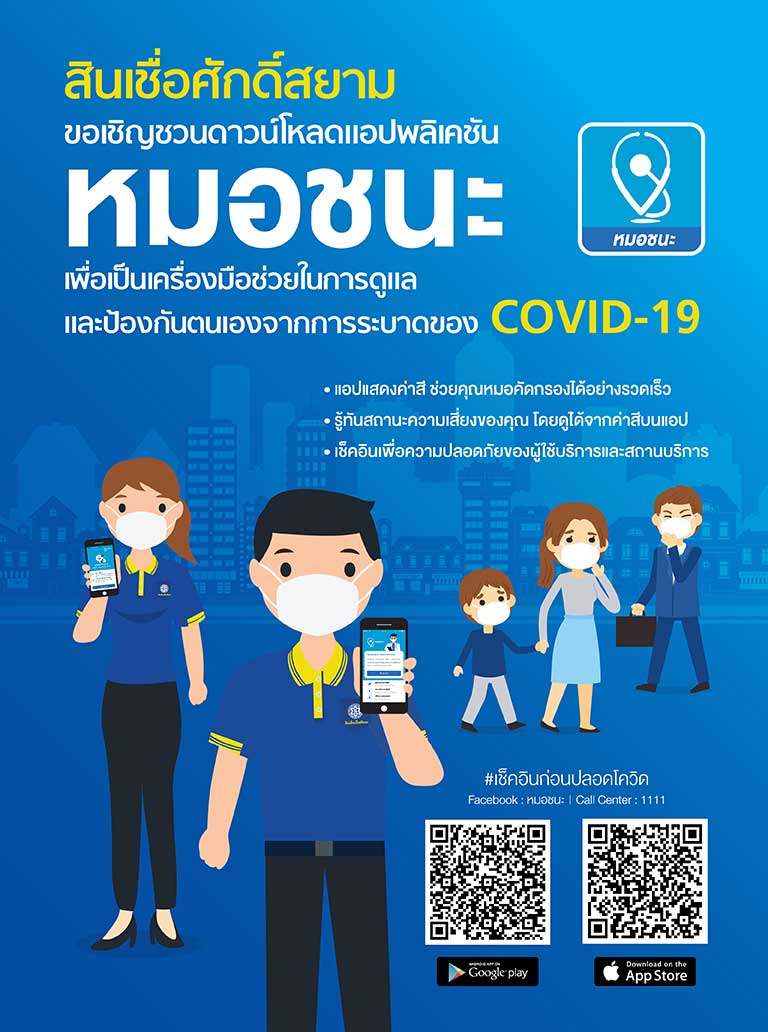 สินเชื่อศักดิ์สยาม
ขอเชิญชวนดาวน์โหลดแอปพลิเคชัน
หมอชนะ
หมอชนะ
เพื่อเป็นเครื่องมือช่วยในการดูแล
และป้องกันตนเองจากการระบาดของ COVID-19
• แอปแสดงค่าสี ช่วยคุณหมอคัดกรองได้อย่างรวดเร็ว
• รู้ทันสถานะความเสี่ยงของคุณ โดยดูได้จากค่าสีบนแอป
• เช็คอินเพื่อความปลอดภัยของผู้ใช้บริการและสถานบริการ
#เช็คอินก่อนปลอดโควิด
Facebook : หมอชนะ | Call Center : 1111
ANDROID APP ON
Google play
Download on the
App Store